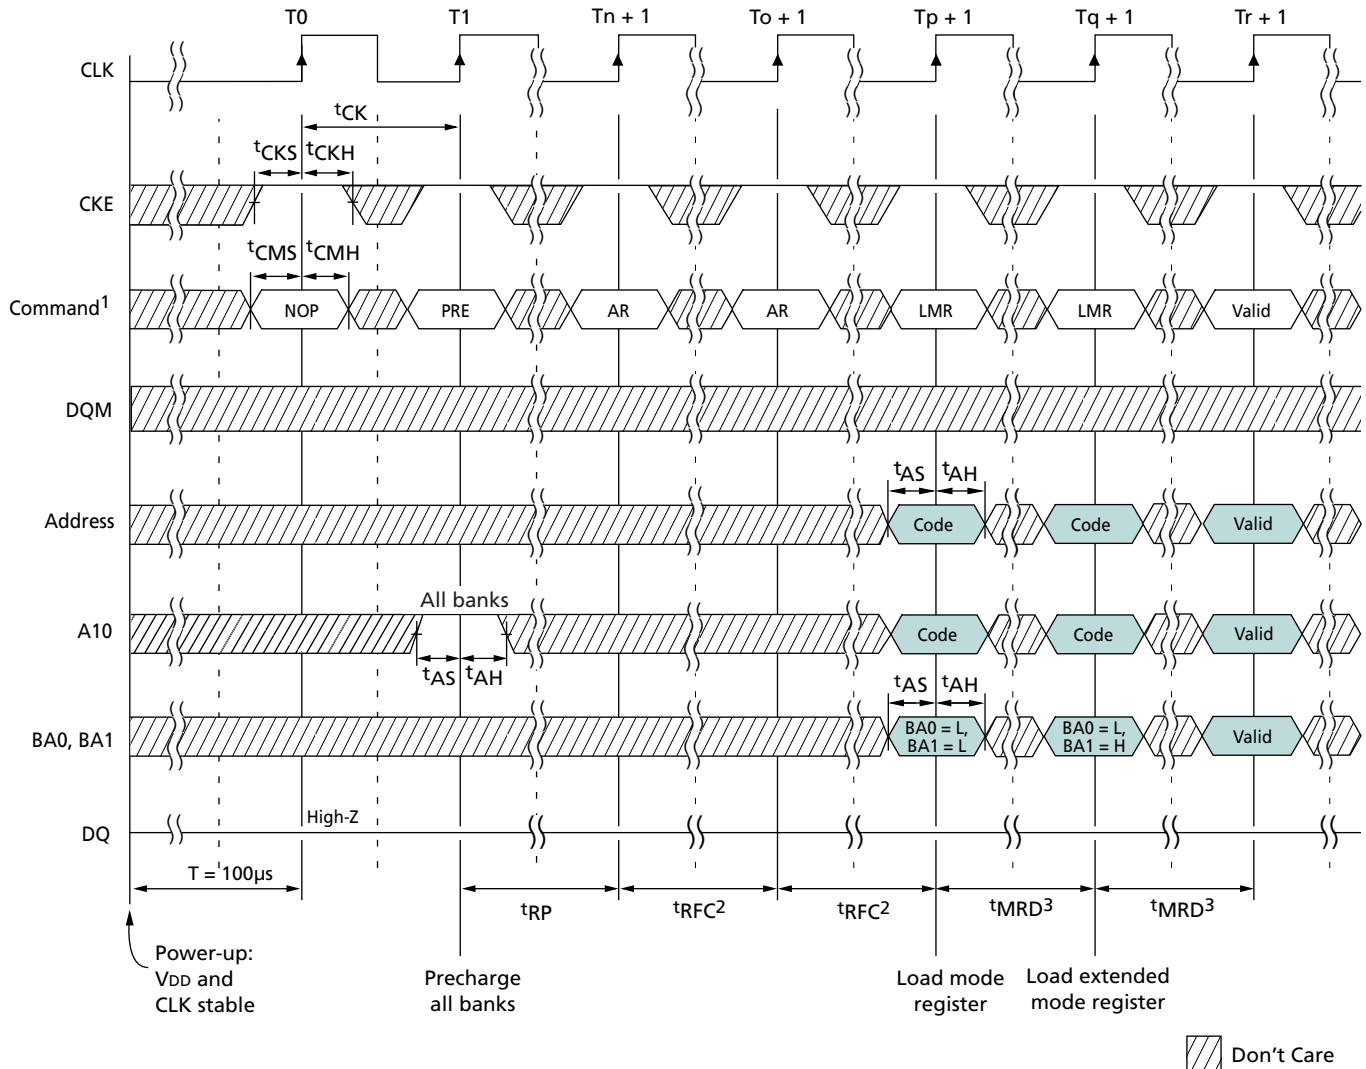 T0 T1 Tn + 1 To + 1 Tp + 1 Tq + 1 Tr + 1
CLK
tCK
tCKS tCKH
CKE
tCMS tCMH
Command1 NOP PRE AR AR LMR LMR Valid
DQM
tAS tAH
Address Code Code Valid
All banks
A10 Code Code Valid
tAS tAH tAS tAH
BA0, BA1 BA0 = L, BA1 = L BA0 = L, BA1 = H Valid
High-Z
DQ
T = 100µs
tRP tRFC2 tRFC2 tMRD3 tMRD3
Power-up:
VDD and
CLK stable
Precharge
all banks
Load mode
register
Load extended
mode register
Don't Care